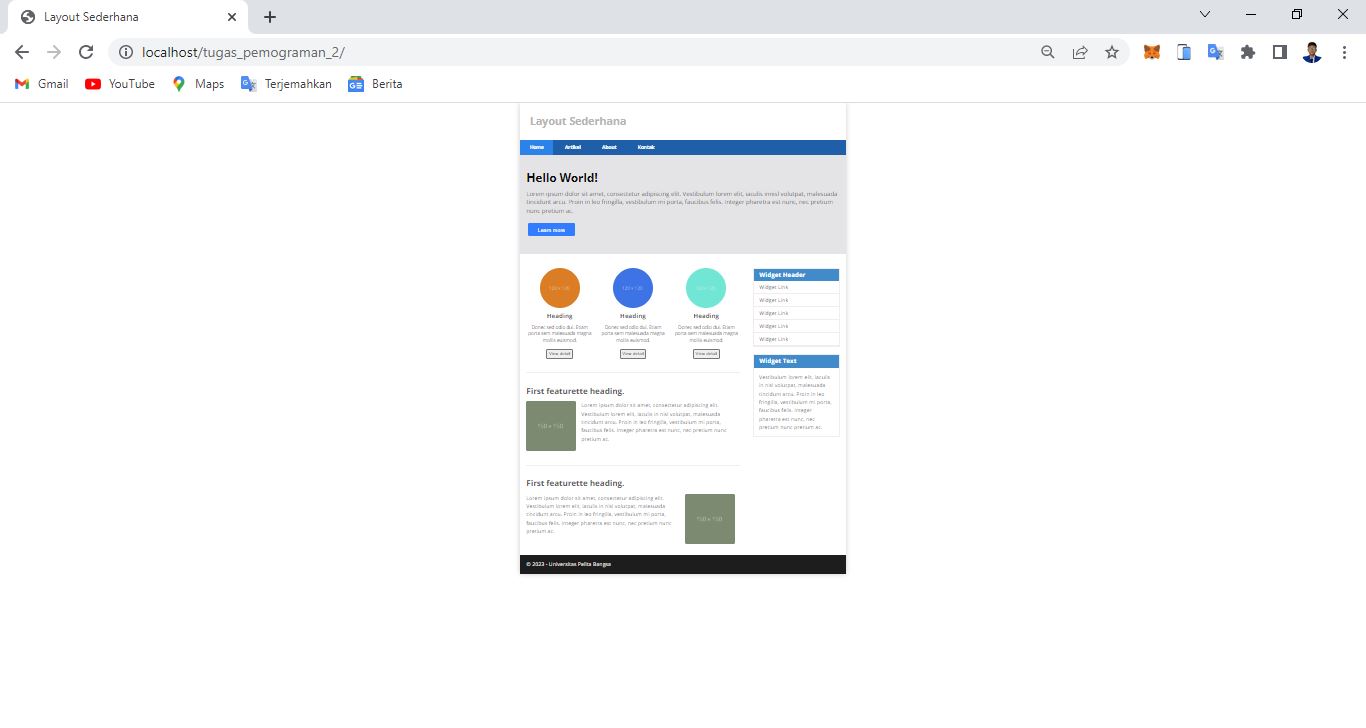 Layout Sederhana
localhost/tugas_pemograman_2/
Gmail YouTube Maps Terjemahkan Berita
Layout Sederhana
Home Artikel About Kontak
Hello World!
Lorem ipsum dolor sit amet, consectetur adipiscing elit. Vestibulum lorem elit, iaculis innisl volutpat, malesuada
tincidunt arcu. Proin in leo fringilla, vestibulum mi porta, faucibus felis. Integer pharetra est nunc, nec pretium
nunc pretium ac.
Learn more
120 × 120
120 × 120
120 × 120
Heading
Heading
Heading
Donec sed odio dui. Etiam
porta sem malesuada magna
mollis euismod.
Donec sed odio dui. Etiam
porta sem malesuada magna
mollis euismod.
Donec sed odio dui. Etiam
porta sem malesuada magna
mollis euismod.
View detail
View detail
View detail
First featurette heading.
150 × 150
Lorem ipsum dolor sit amet, consectetur adipiscing elit.
Vestibulum lorem elit, iaculis in nisl volutpat, malesuada
tincidunt arcu. Proin in leo fringilla, vestibulum mi porta,
faucibus felis. Integer pharetra est nunc, nec pretium nunc
pretium ac.
First featurette heading.
Lorem ipsum dolor sit amet, consectetur adipiscing elit.
Vestibulum lorem elit, iaculis in nisl volutpat, malesuada
tincidunt arcu. Proin in leo fringilla, vestibulum mi porta,
faucibus felis. Integer pharetra est nunc, nec pretium nunc
pretium ac.
150 × 150
Widget Header
Widget Link
Widget Link
Widget Link
Widget Link
Widget Link
Widget Text
Vestibulum lorem elit, iaculis
in nisl volutpat, malesuada
tincidunt arcu. Proin in leo
fringilla, vestibulum mi porta,
faucibus felis. Integer
pharetra est nunc, nec
pretium nunc pretium ac.
© 2023 - Universitas Pelita Bangsa